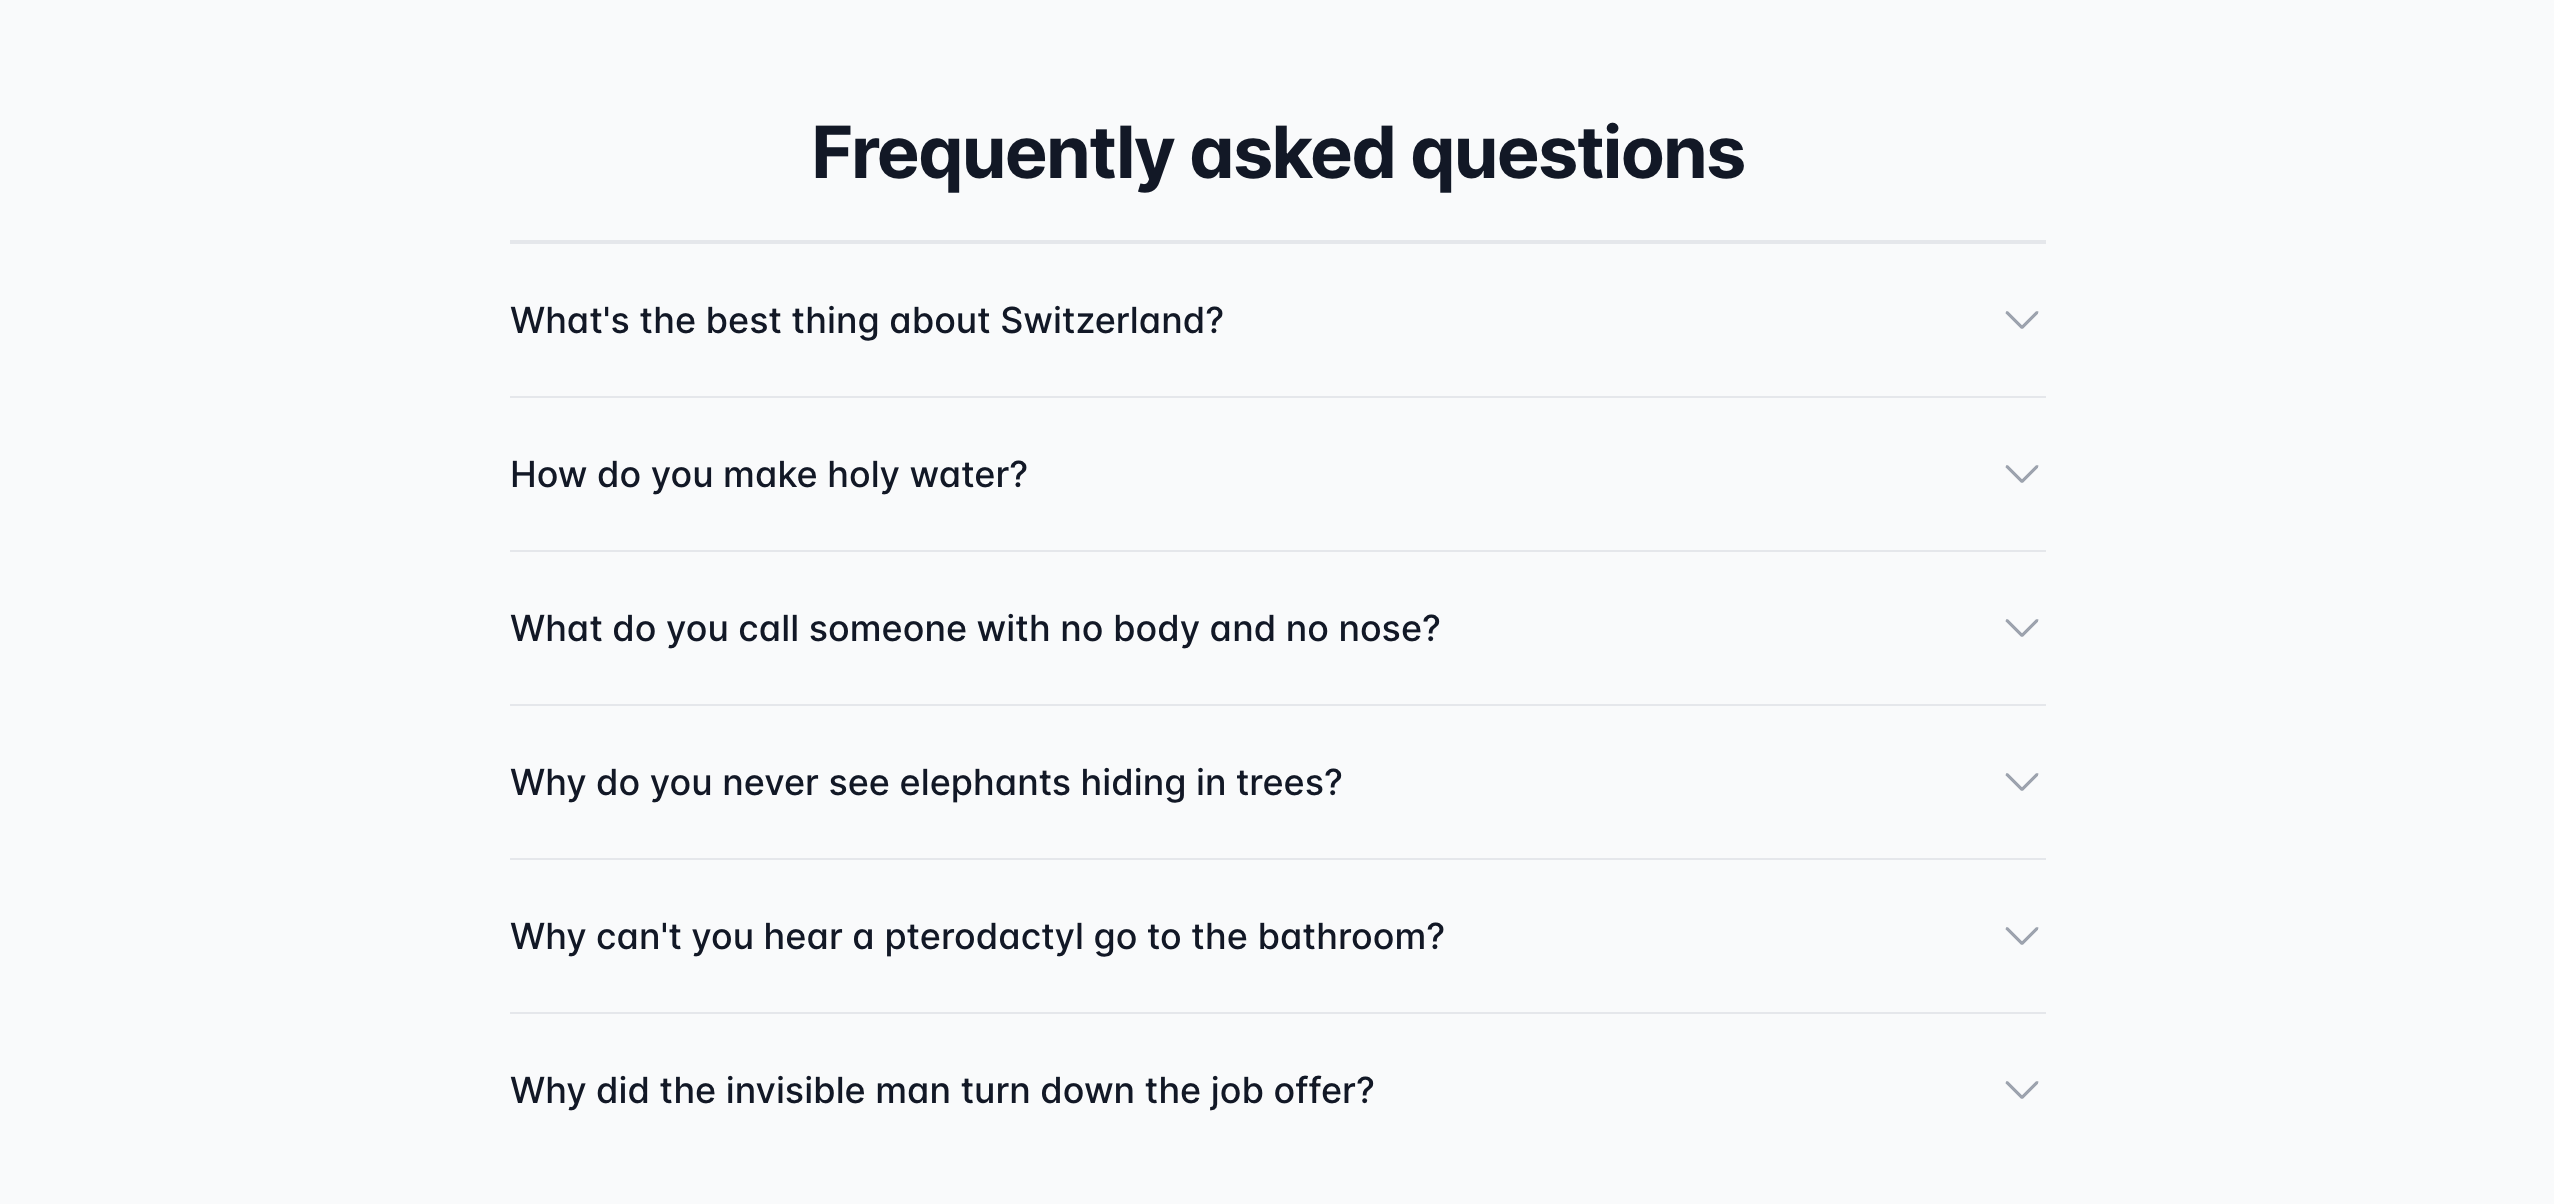 Frequently asked questions
What's the best thing about Switzerland?
How do you make holy water?
What do you call someone with no body and no nose?
Why do you never see elephants hiding in trees?
Why can't you hear a pterodactyl go to the bathroom?
Why did the invisible man turn down the job offer?